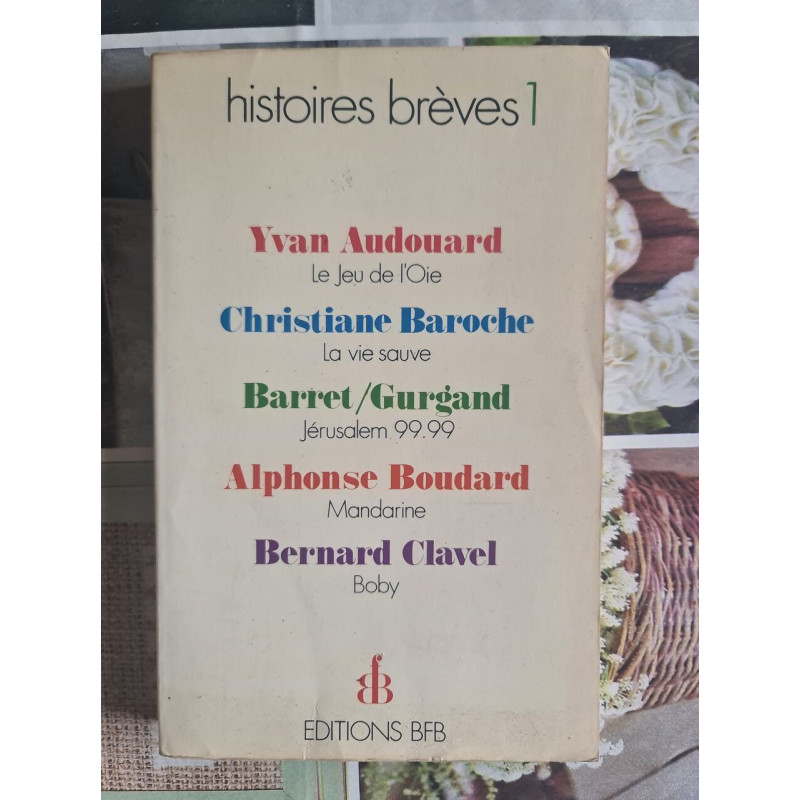 histoires brèves 1
Yvan Audouard
Le Jeu de l'Oie
Christiane Baroche
La vie sauve
Barret/Gurgand
Jérusalem 99.99
Alphonse Boudard
Mandarine
Bernard Clavel
Boby
fBB
EDITIONS BFB